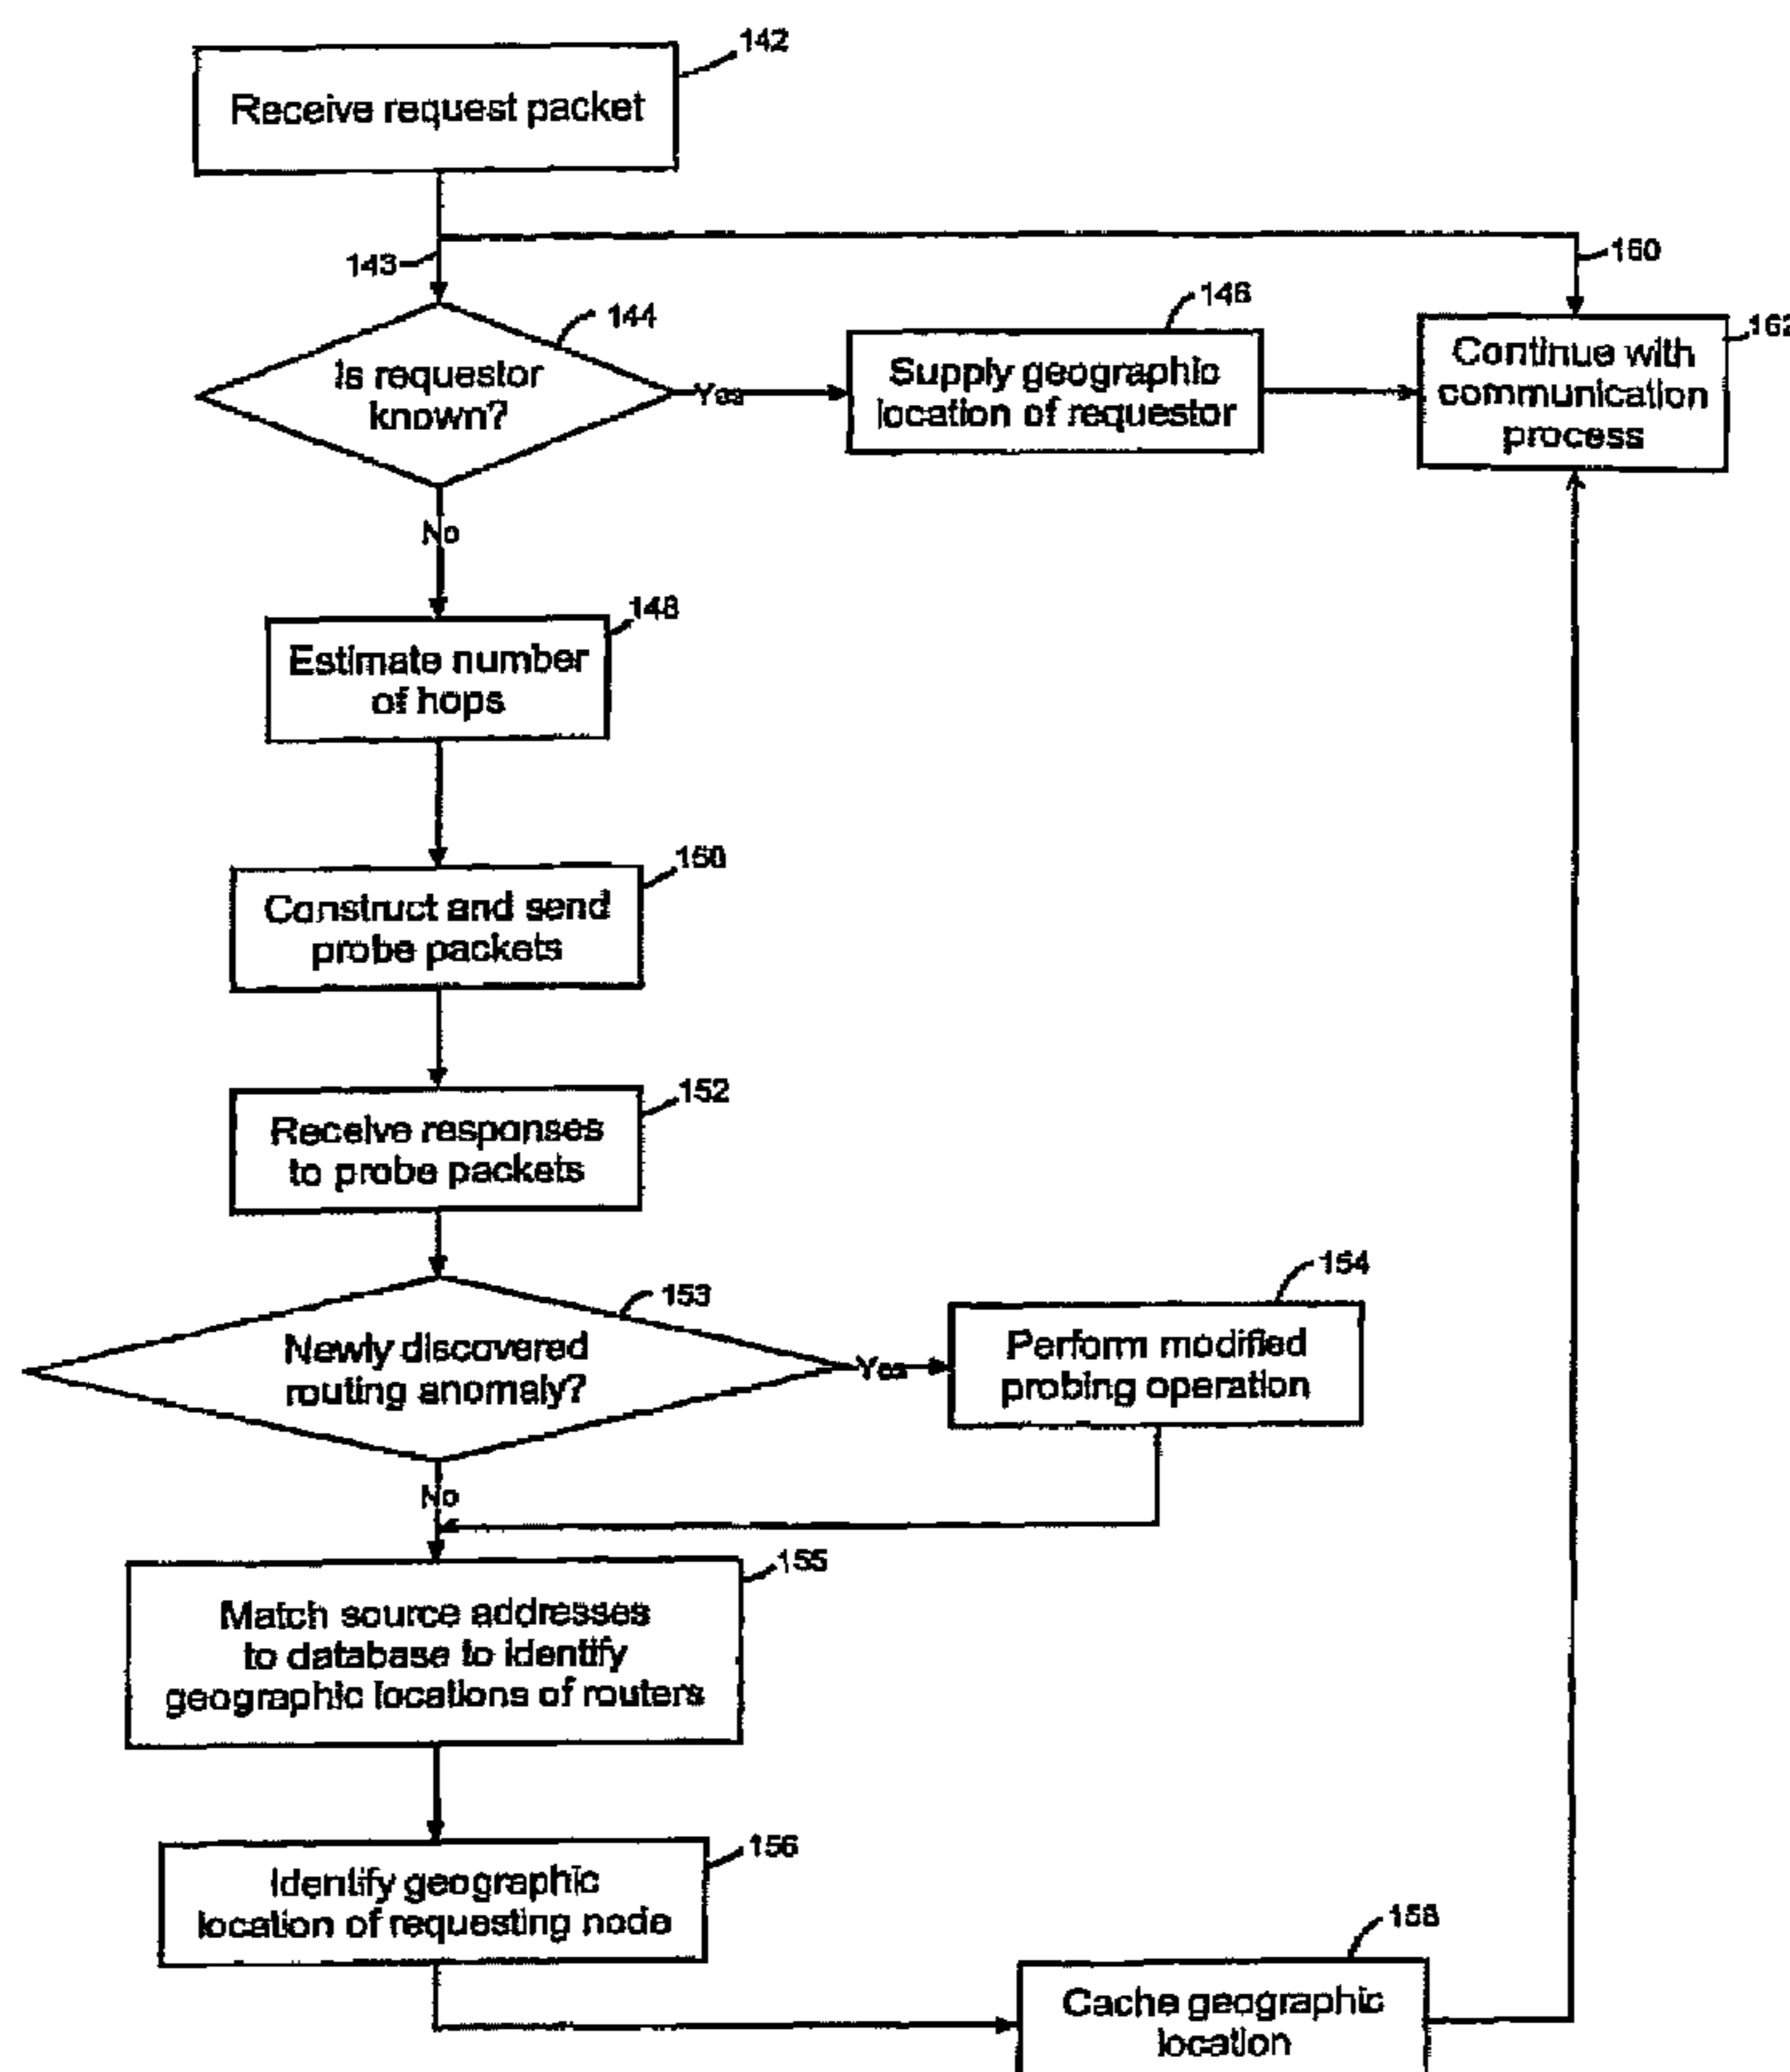 142
Receive request packet
143
160
144
Is requestor
known?
Yes
146
Supply geographic
location of requestor
162
Continue with
communication
process
No
148
Estimate number
of hops
150
Construct and send
probe packets
152
Receive responses
to probe packets
153
Newly discovered
routing anomaly?
Yes
154
Perform modified
probing operation
No
155
Match source addresses
to database to identify
geographic locations of routers
156
Identify geographic
location of requesting node
158
Cache geographic
location